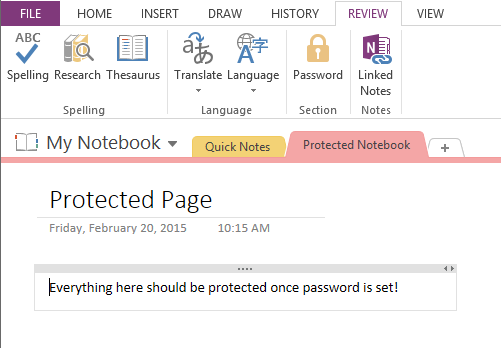 FILE HOME INSERT DRAW HISTORY REVIEW VIEW
ABC
Spelling Research Thesaurus Translate Language Password Linked Notes
Spelling Language Section Notes
My Notebook Quick Notes Protected Notebook +
Protected Page
Friday, February 20, 2015 10:15 AM
Everything here should be protected once password is set!